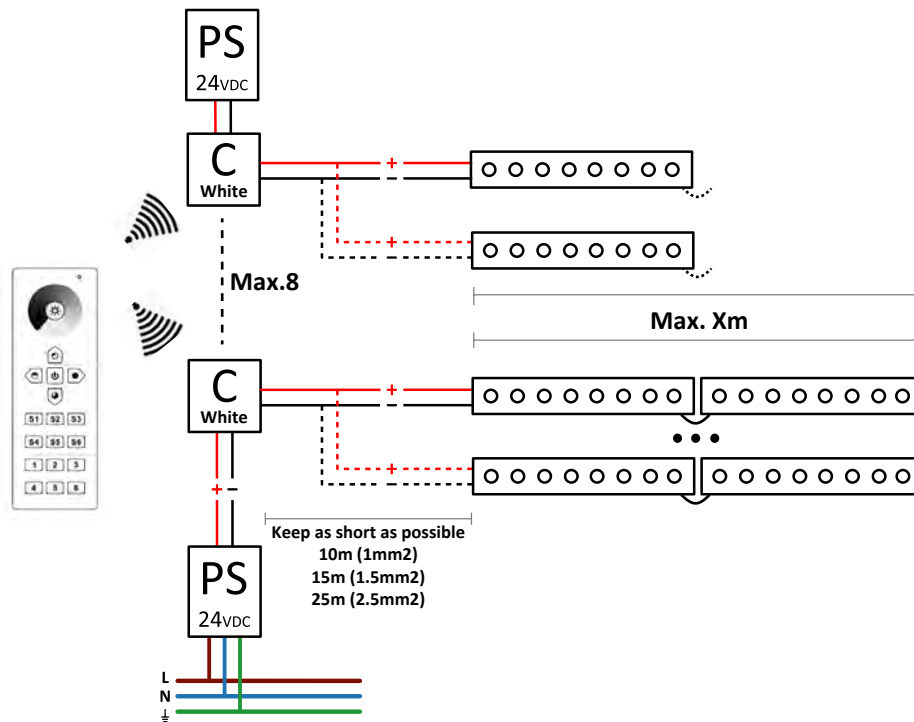 PS
24VDC
C
White
+
–
+
–
Max.8
Max. Xm
C
White
+
–
+
–
+ –
S1 S2 S3
S4 S5 S6
1 2 3
4 5 6
Keep as short as possible
10m (1mm2)
15m (1.5mm2)
25m (2.5mm2)
PS
24VDC
L
N